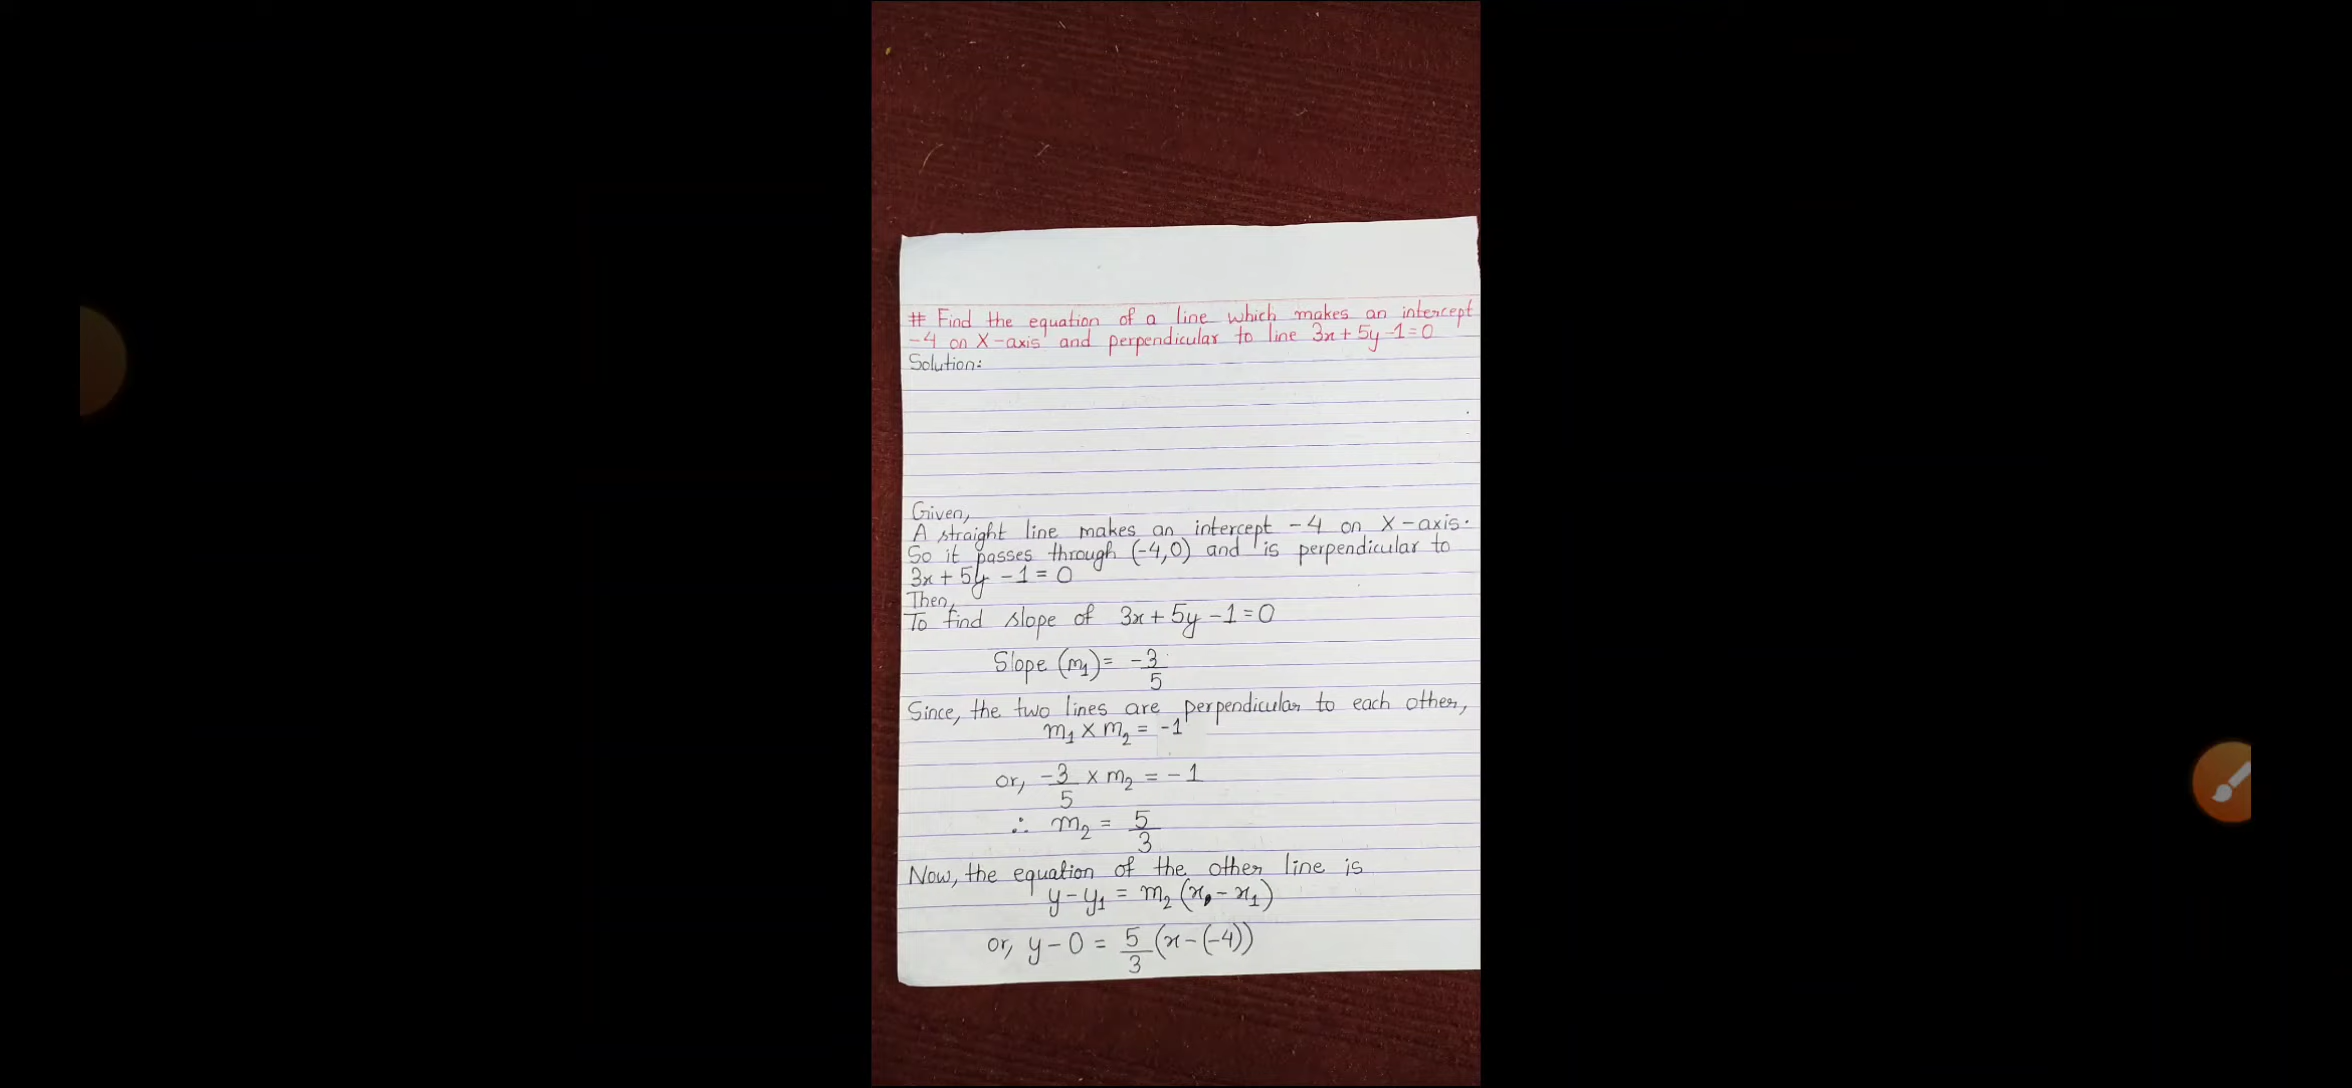 # Find the equation of a line which makes an intercept
-4 on X-axis and perpendicular to line 3x + 5y - 1 = 0
Solution:
Given,
A straight line makes an intercept -4 on X-axis.
So it passes through (-4,0) and is perpendicular to
3x + 5y - 1 = 0
Then,
To find slope of 3x + 5y - 1 = 0
Slope (m₁) = -3/5
Since, the two lines are perpendicular to each other,
m₁ × m₂ = -1
or, -3/5 × m₂ = -1
∴ m₂ = 5/3
Now, the equation of the other line is
y - y₁ = m₂ (x - x₁)
or, y - 0 = 5/3 (x - (-4))